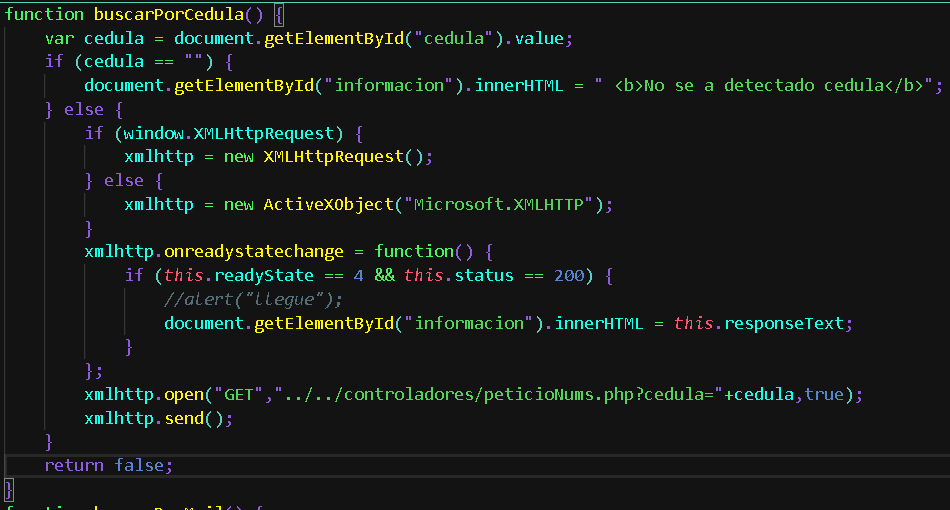 function buscarPorCedula() {
    var cedula = document.getElementById("cedula").value;
    if (cedula == "") {
        document.getElementById("informacion").innerHTML = " <b>No se a detectado cedula</b>";
    } else {
        if (window.XMLHttpRequest) {
            xmlhttp = new XMLHttpRequest();
        } else {
            xmlhttp = new ActiveXObject("Microsoft.XMLHTTP");
        }
        xmlhttp.onreadystatechange = function() {
            if (this.readyState == 4 && this.status == 200) {
                //alert("llegue");
                document.getElementById("informacion").innerHTML = this.responseText;
            }
        };
        xmlhttp.open("GET","../../controladores/peticioNums.php?cedula="+cedula,true);
        xmlhttp.send();
    }
    return false;
}